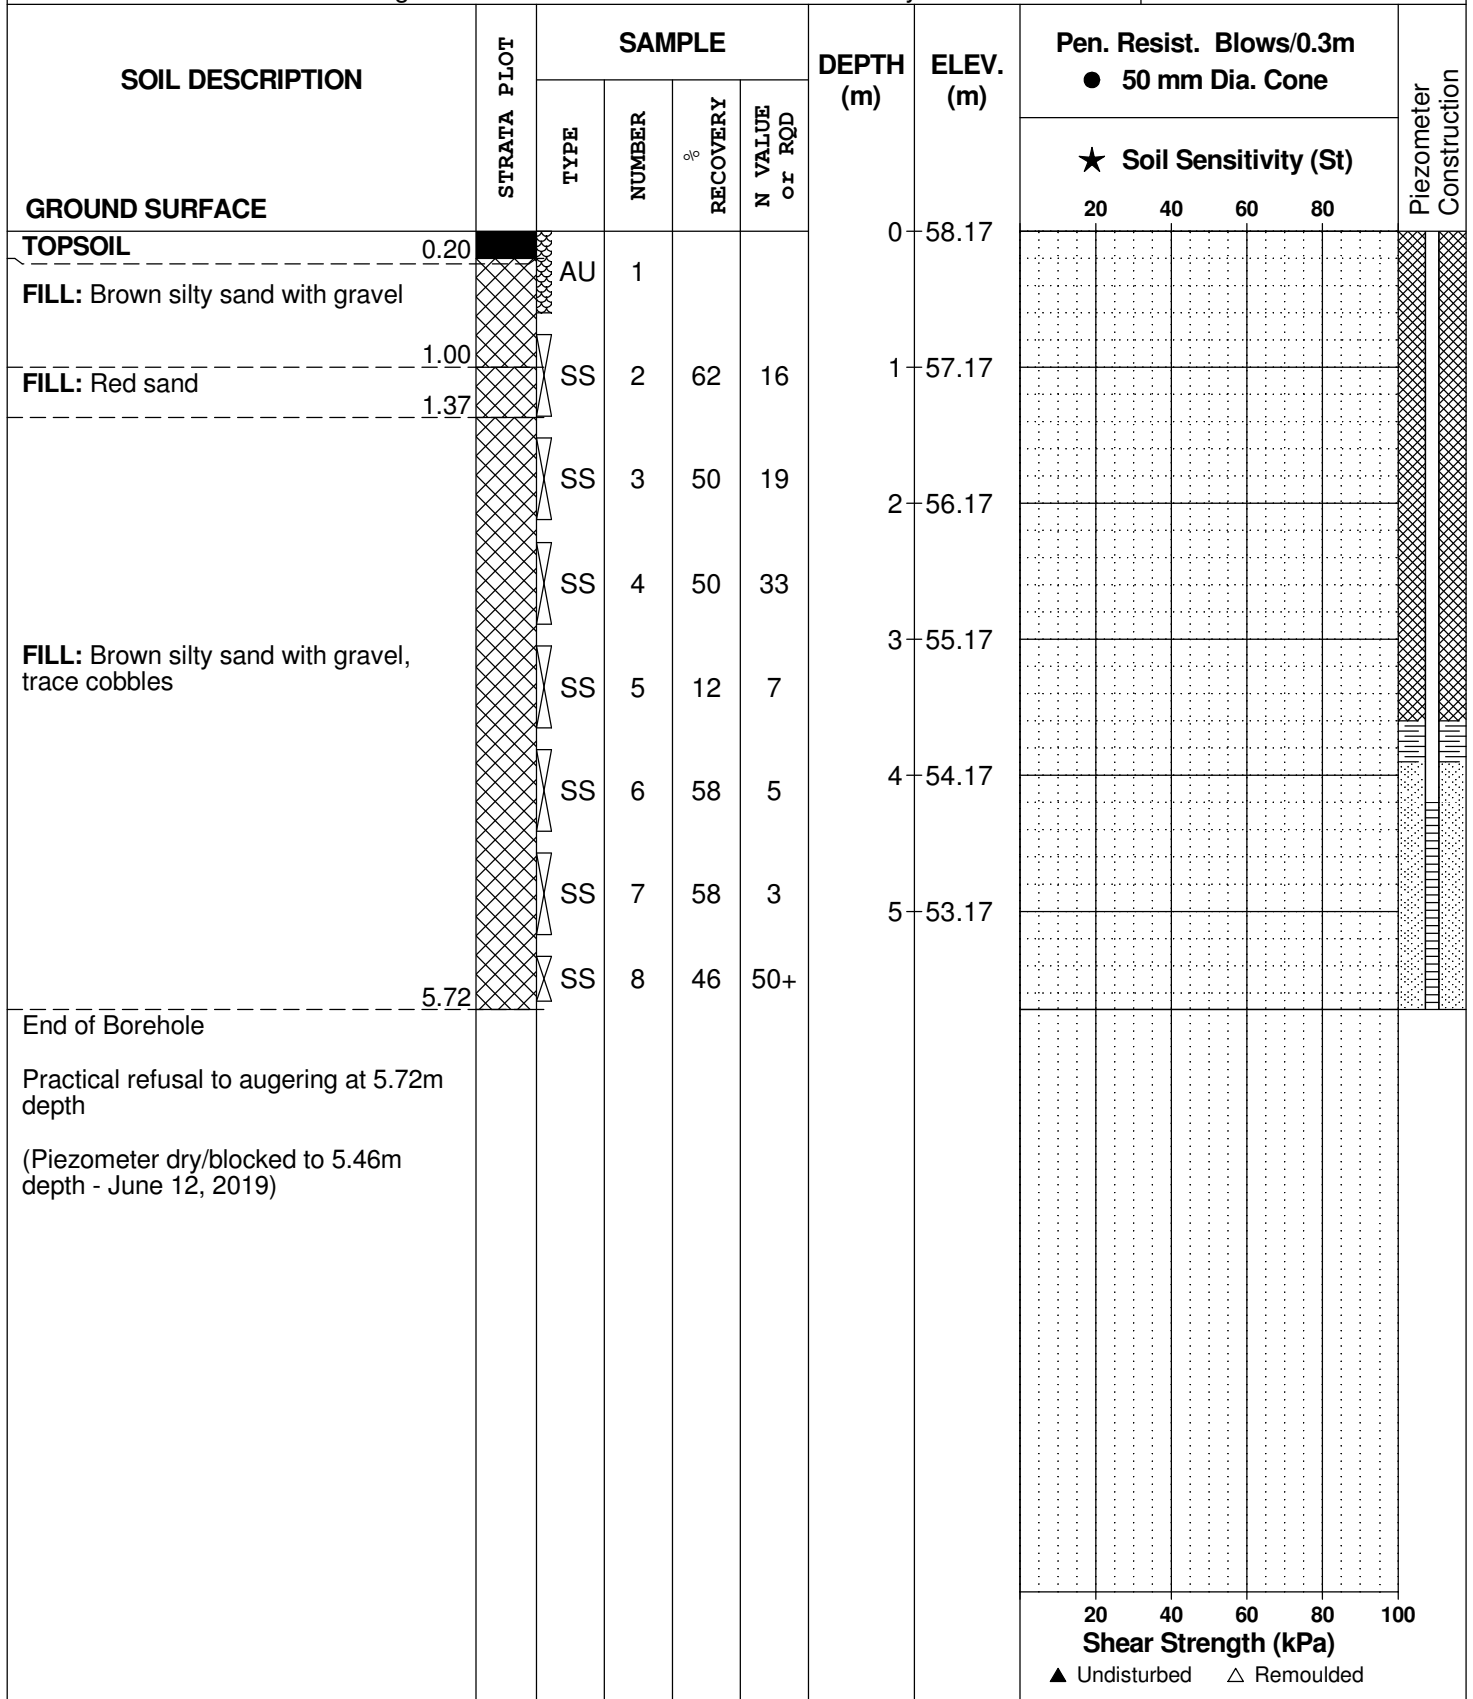 SOIL DESCRIPTION
GROUND SURFACE
STRATA PLOT
SAMPLE
TYPE
NUMBER
% RECOVERY
N VALUE or RQD
DEPTH (m)
ELEV. (m)
Pen. Resist. Blows/0.3m
● 50 mm Dia. Cone
★ Soil Sensitivity (St)
20 40 60 80
Piezometer Construction
0 58.17
TOPSOIL 0.20
AU 1
FILL: Brown silty sand with gravel
1.00
1 57.17
SS 2 62 16
FILL: Red sand
1.37
SS 3 50 19
2 56.17
SS 4 50 33
3 55.17
FILL: Brown silty sand with gravel,
trace cobbles
SS 5 12 7
4 54.17
SS 6 58 5
SS 7 58 3
5 53.17
SS 8 46 50+
5.72
End of Borehole
Practical refusal to augering at 5.72m
depth
(Piezometer dry/blocked to 5.46m
depth - June 12, 2019)
20 40 60 80 100
Shear Strength (kPa)
▲ Undisturbed △ Remoulded